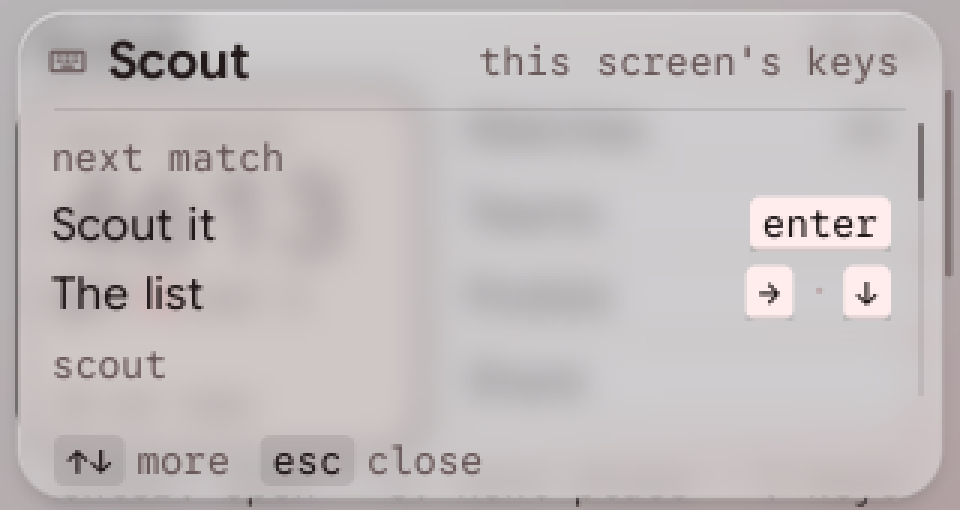 Scout this screen's keys
next match
Scout it enter
The list → · ↓
scout
↑↓ more esc close